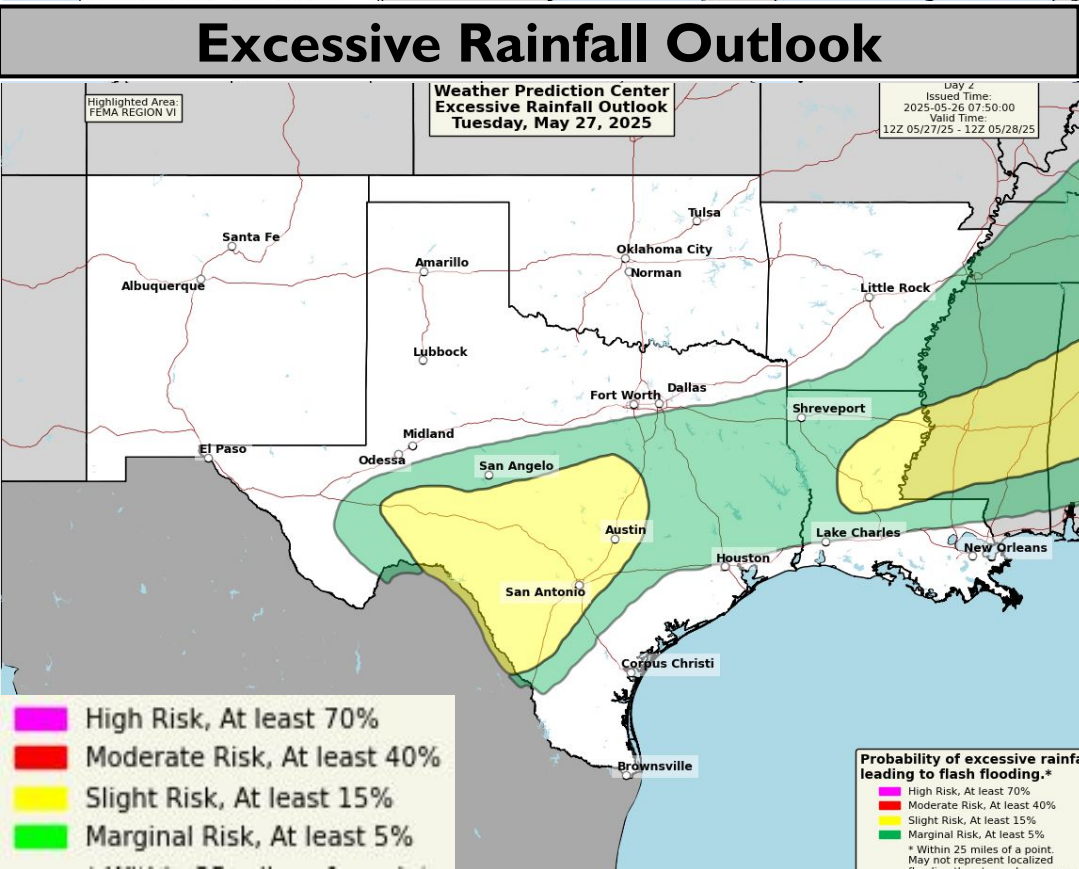 Excessive Rainfall Outlook
Highlighted Area:
FEMA REGION VI
Weather Prediction Center
Excessive Rainfall Outlook
Tuesday, May 27, 2025
Day 2
Issued Time:
2025-05-26 07:50:00
Valid Time:
12Z 05/27/25 - 12Z 05/28/25
Tulsa
Santa Fe
Oklahoma City
Amarillo
Norman
Albuquerque
Little Rock
Lubbock
Dallas
Fort Worth
Shreveport
Midland
El Paso
Odessa
San Angelo
Austin
Lake Charles
New Orleans
Houston
San Antonio
Corpus Christi
Brownsville
High Risk, At least 70%
Moderate Risk, At least 40%
Slight Risk, At least 15%
Marginal Risk, At least 5%
Probability of excessive rainfa
leading to flash flooding.*
High Risk, At least 70%
Moderate Risk, At least 40%
Slight Risk, At least 15%
Marginal Risk, At least 5%
* Within 25 miles of a point.
May not represent localized